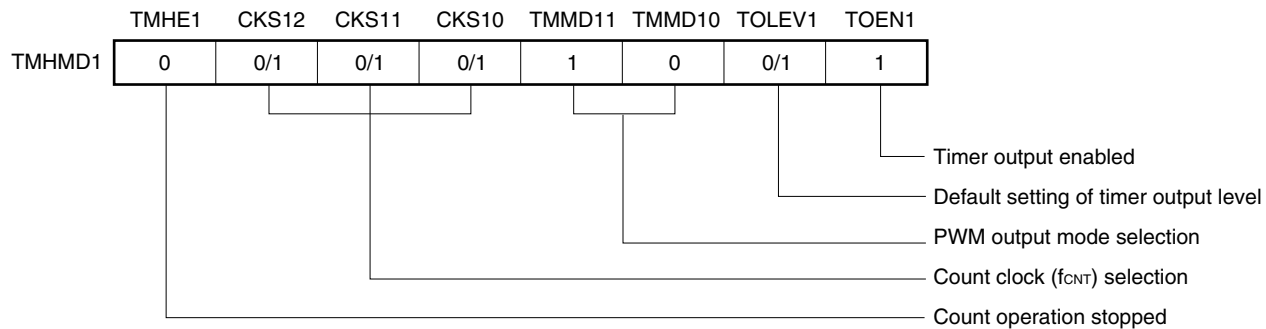 TMHE1 CKS12 CKS11 CKS10 TMMD11 TMMD10 TOLEV1 TOEN1
TMHMD1 0 0/1 0/1 0/1 1 0 0/1 1
Timer output enabled
Default setting of timer output level
PWM output mode selection
Count clock (fCNT) selection
Count operation stopped